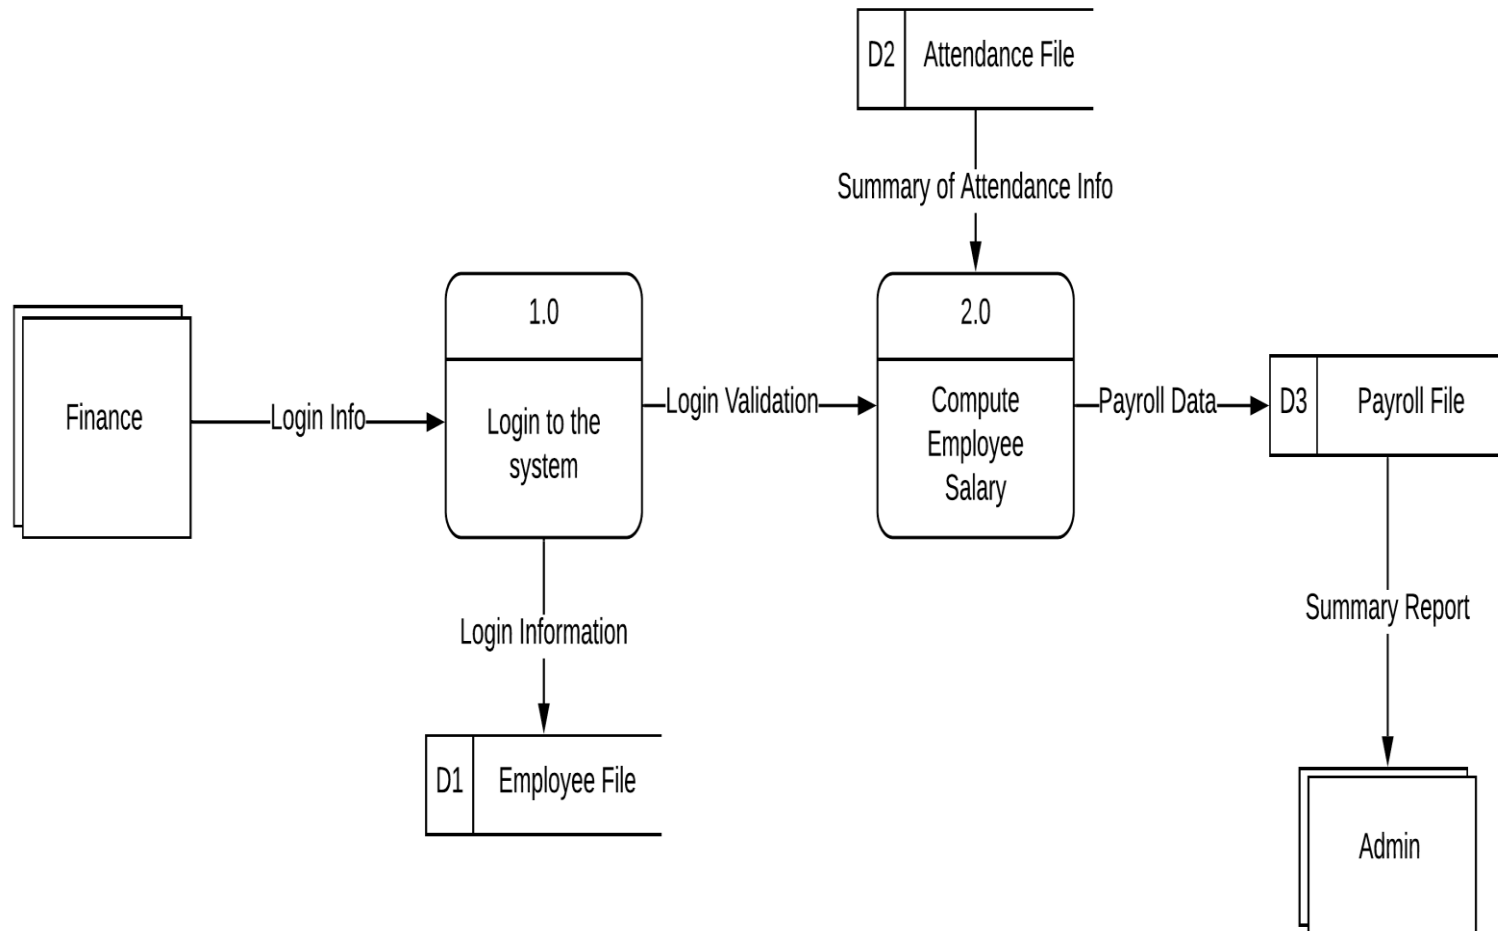 D2
Attendance File
Summary of Attendance Info
1.0
2.0
Finance
Login Info
Login to the
system
Login Validation
Compute
Employee
Salary
Payroll Data
D3
Payroll File
Login Information
Summary Report
D1
Employee File
Admin